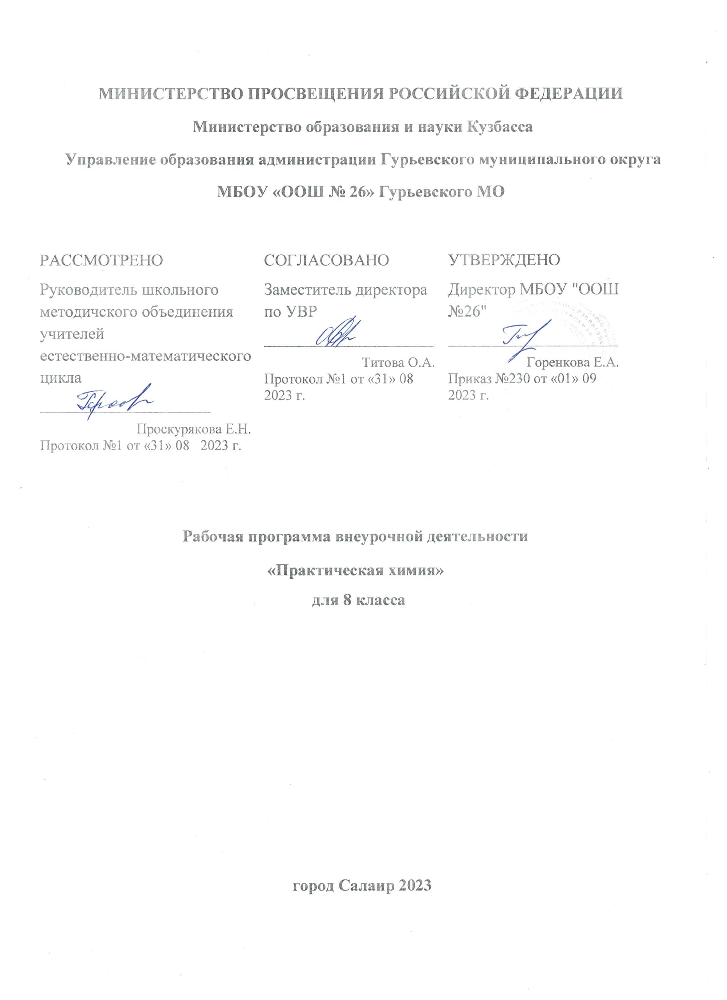 МИНИСТЕРСТВО ПРОСВЕЩЕНИЯ РОССИЙСКОЙ ФЕДЕРАЦИИ
Министерство образования и науки Кузбасса
Управление образования администрации Гурьевского муниципального округа
МБОУ «ООШ № 26» Гурьевского МО
РАССМОТРЕНО
Руководитель школьного
методичского объединения
учителей
естественно-математического
цикла
Проскурякова Е.Н.
Протокол №1 от «31» 08 2023 г.
СОГЛАСОВАНО
Заместитель директора
по УВР
Титова О.А.
Протокол №1 от «31» 08
2023 г.
УТВЕРЖДЕНО
Директор МБОУ "ООШ
№26"
Горенкова Е.А.
Приказ №230 от «01» 09
2023 г.
Рабочая программа внеурочной деятельности
«Практическая химия»
для 8 класса
город Салаир 2023